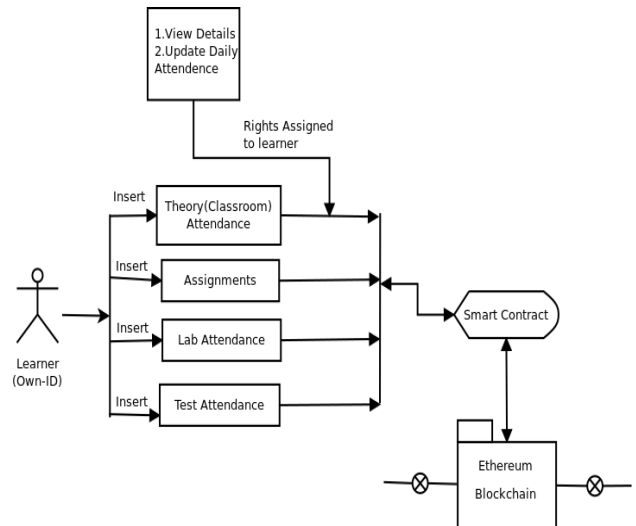 1.View Details
2.Update Daily
Attendence
Rights Assigned
to learner
Insert
Theory(Classroom)
Attendance
Insert
Assignments
Insert
Lab Attendance
Insert
Test Attendance
Learner
(Own-ID)
Smart Contract
Ethereum
Blockchain